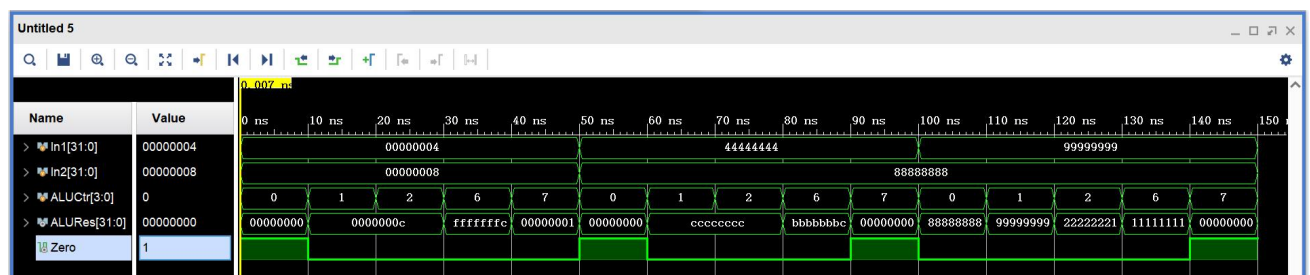 Untitled 5
0.007 ns
Name Value 0 ns 10 ns 20 ns 30 ns 40 ns 50 ns 60 ns 70 ns 80 ns 90 ns 100 ns 110 ns 120 ns 130 ns 140 ns 150
In1[31:0] 00000004 00000004 44444444 99999999
In2[31:0] 00000008 00000008 88888888
ALUCtr[3:0] 0 0 1 2 6 7 0 1 2 6 7 0 1 2 6 7
ALURes[31:0] 00000000 00000000 0000000c fffffffc 00000001 00000000 cccccccc bbbbbbbc 00000000 88888888 99999999 22222221 11111111 00000000
Zero 1